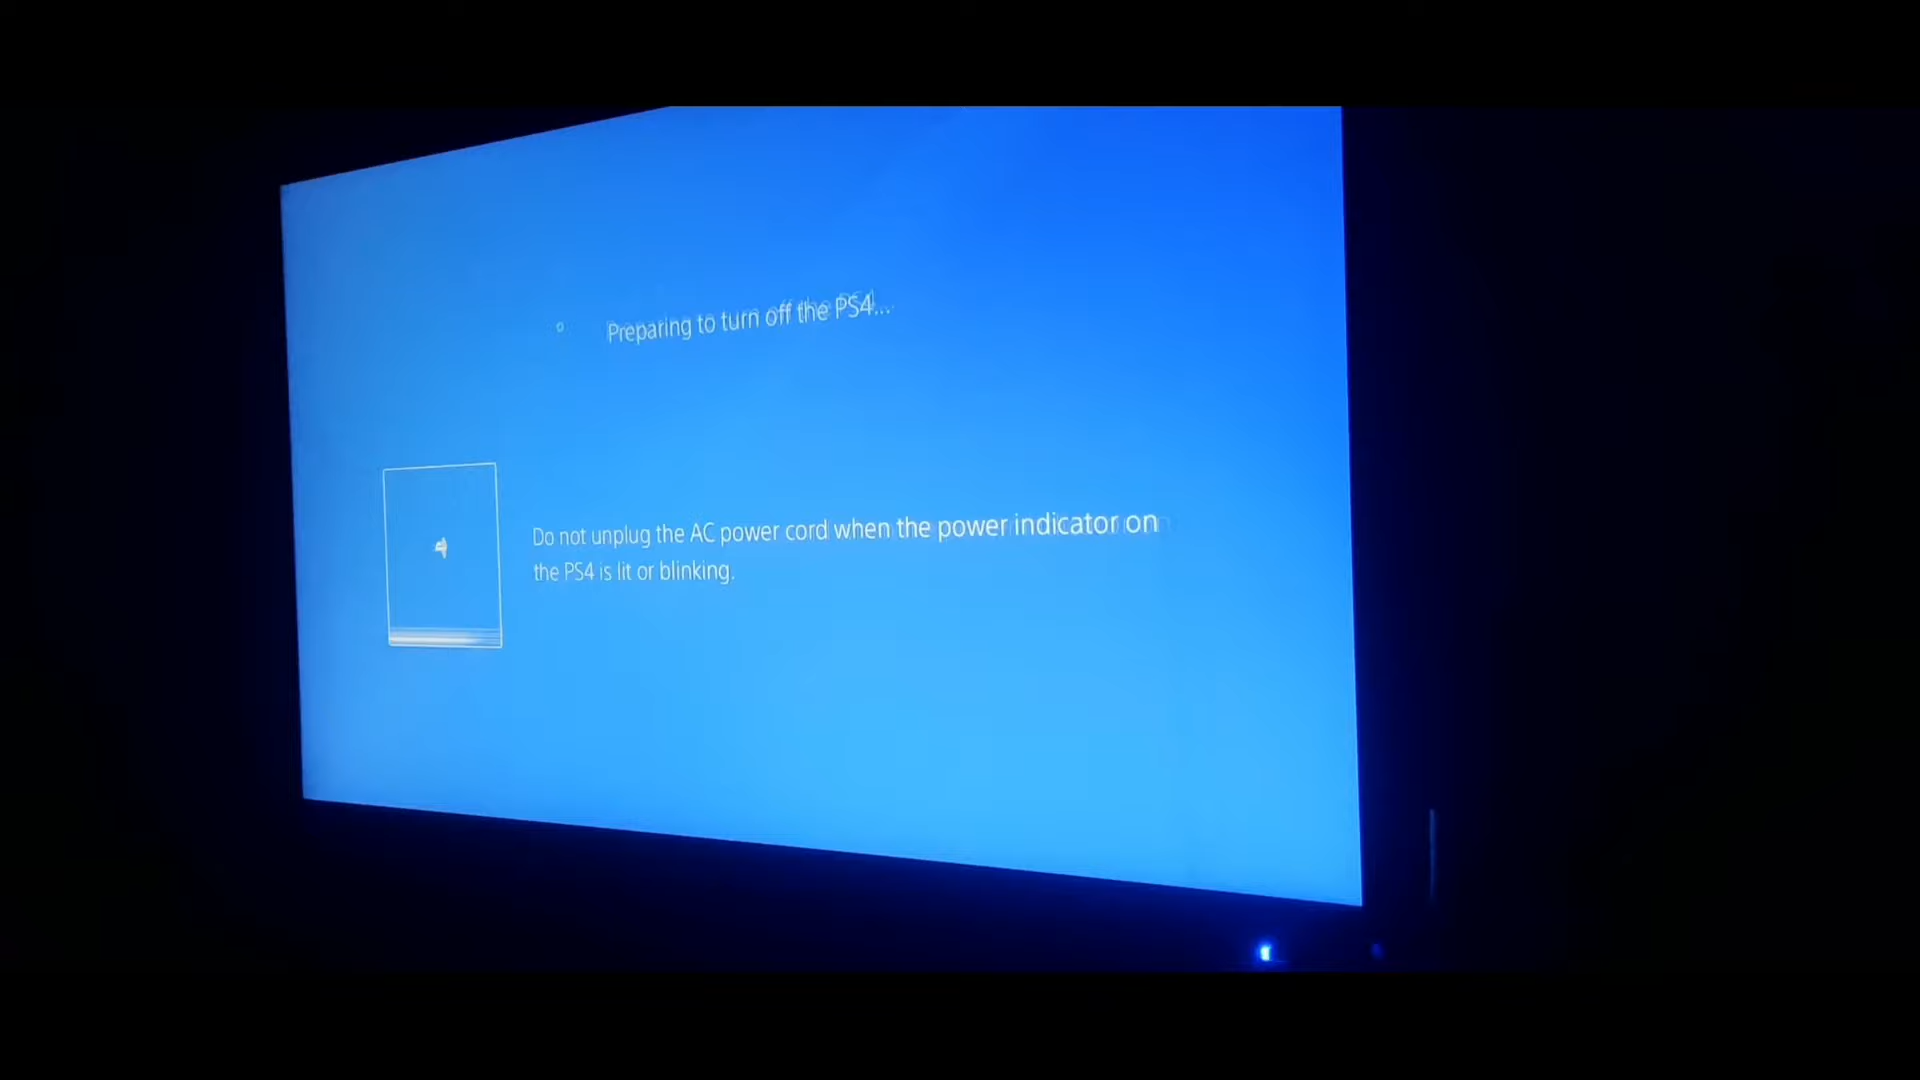 Preparing to turn off the PS4...
Do not unplug the AC power cord when the power indicator on
the PS4 is lit or blinking.